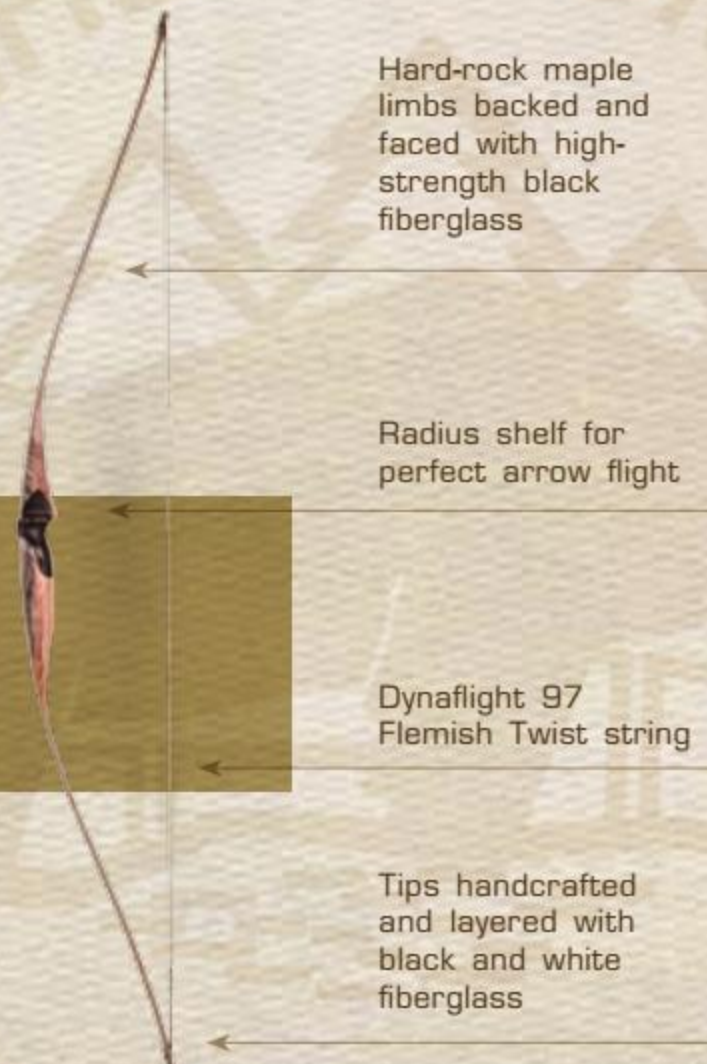 Hard-rock maple
limbs backed and
faced with high-
strength black
fiberglass
Radius shelf for
perfect arrow flight
Dynaflight 97
Flemish Twist string
Tips handcrafted
and layered with
black and white
fiberglass